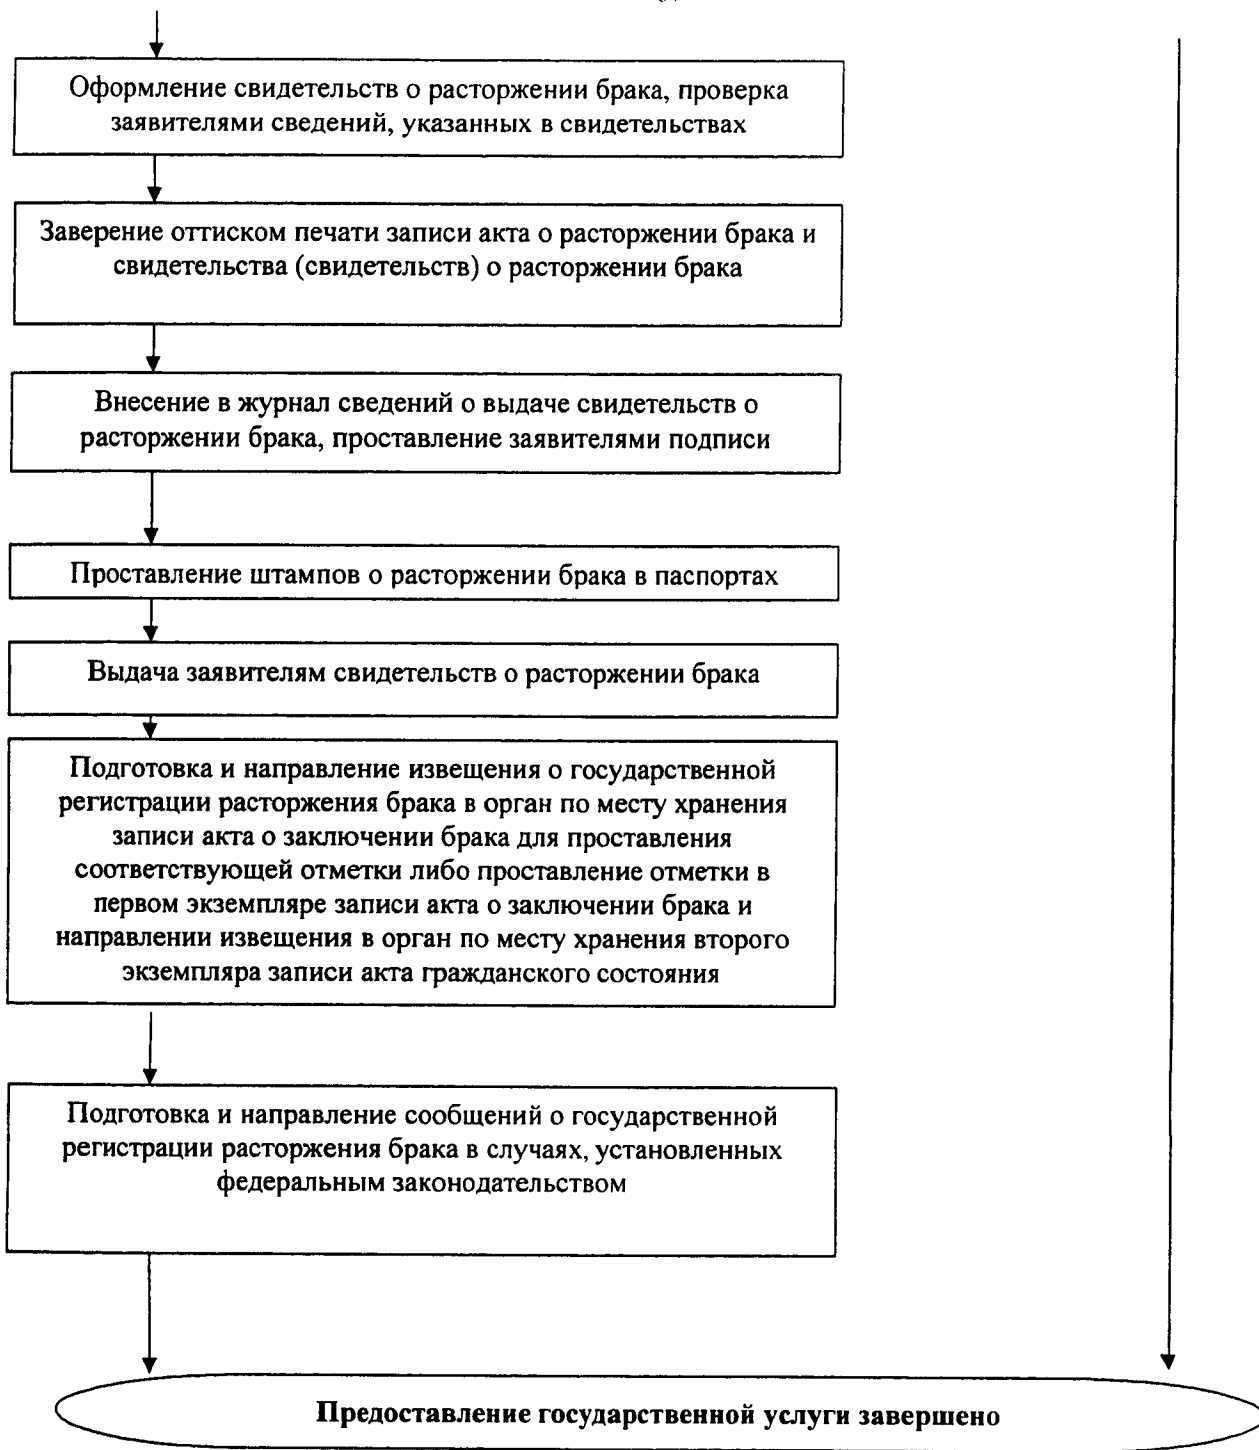 Оформление свидетельств о расторжении брака, проверка
заявителями сведений, указанных в свидетельствах
Заверение оттиском печати записи акта о расторжении брака и
свидетельства (свидетельств) о расторжении брака
Внесение в журнал сведений о выдаче свидетельств о
расторжении брака, проставление заявителями подписи
Проставление штампов о расторжении брака в паспортах
Выдача заявителям свидетельств о расторжении брака
Подготовка и направление извещения о государственной
регистрации расторжения брака в орган по месту хранения
записи акта о заключении брака для проставления
соответствующей отметки либо проставление отметки в
первом экземпляре записи акта о заключении брака и
направлении извещения в орган по месту хранения второго
экземпляра записи акта гражданского состояния
Подготовка и направление сообщений о государственной
регистрации расторжения брака в случаях, установленных
федеральным законодательством
Предоставление государственной услуги завершено